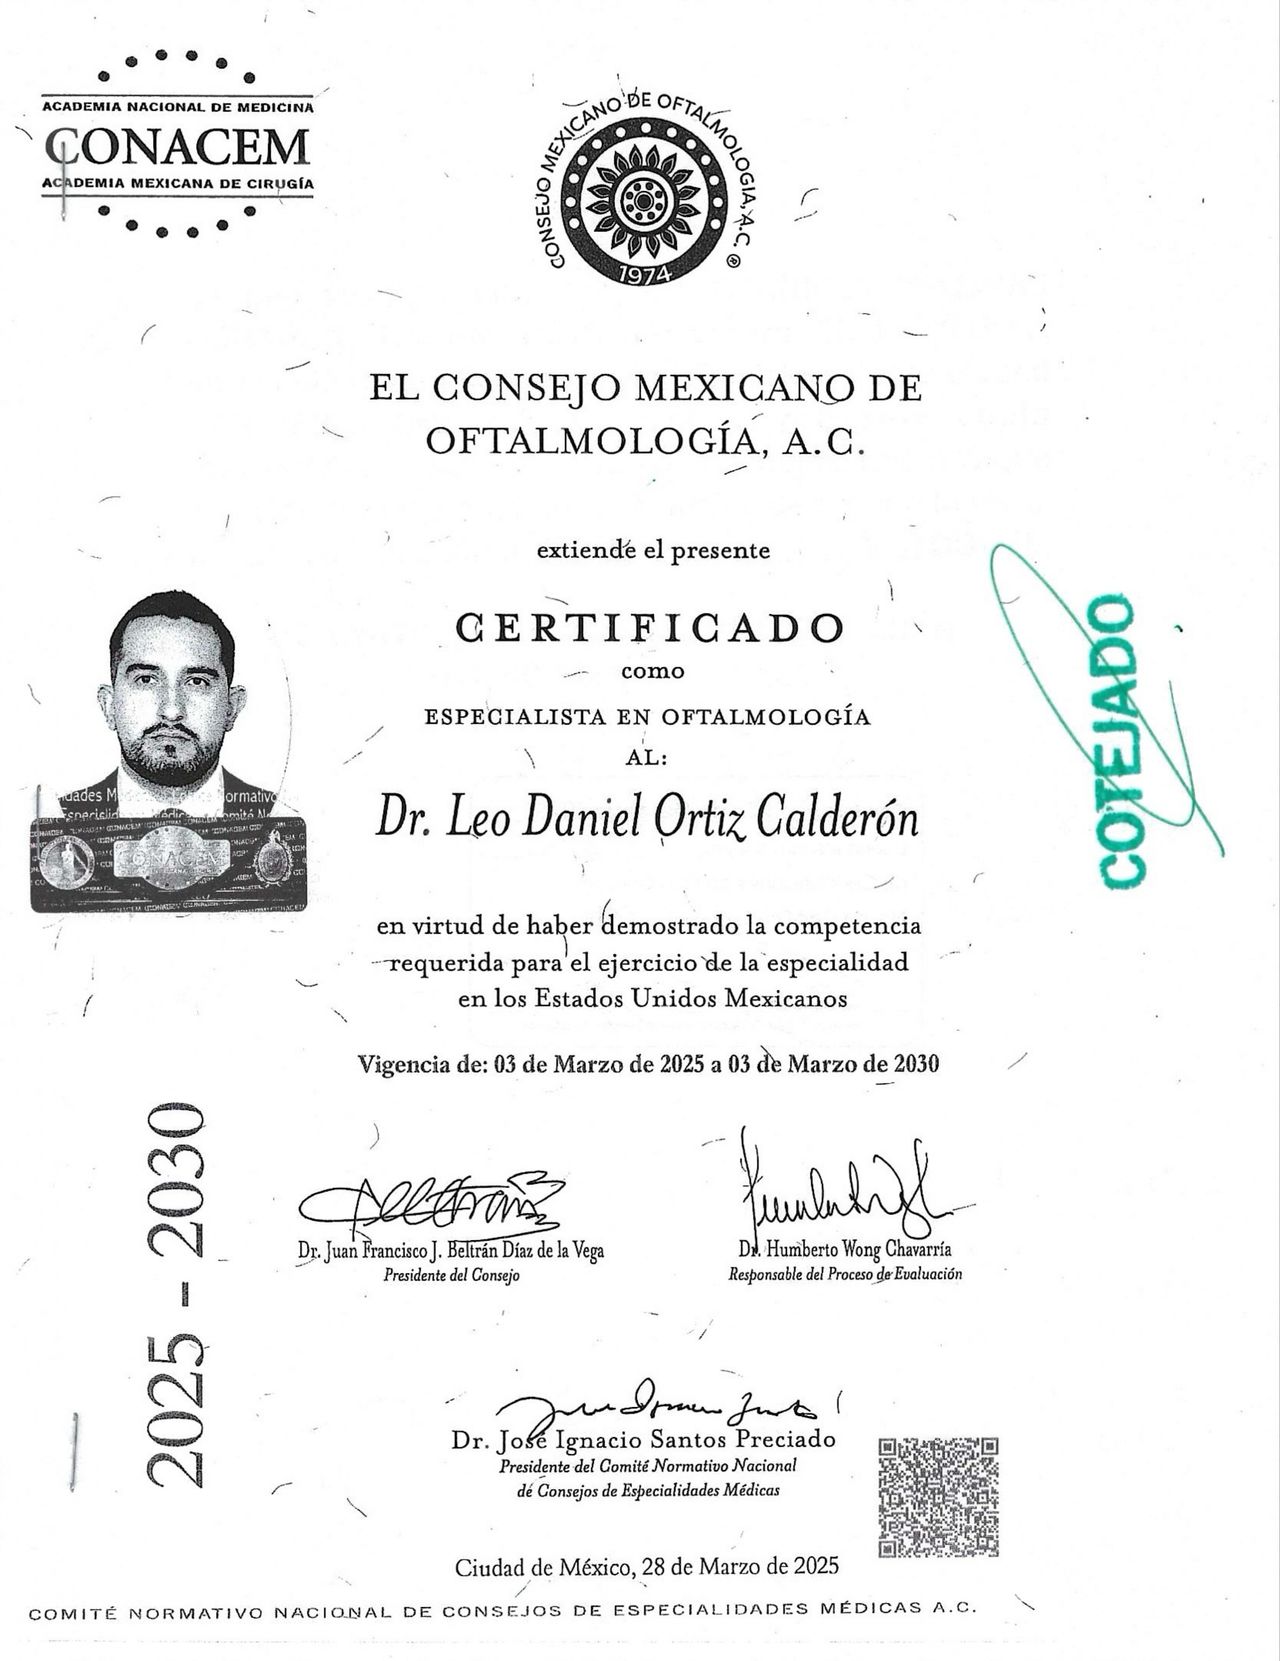 ACADEMIA NACIONAL DE MEDICINA
CONACEM
ACADEMIA MEXICANA DE CIRUGÍA
CONSEJO MEXICANO DE OFTALMOLOGIA, A.C. ®
1974
EL CONSEJO MEXICANO DE
OFTALMOLOGÍA, A.C.
extiende el presente
CERTIFICADO
como
ESPECIALISTA EN OFTALMOLOGÍA
AL:
Dr. Leo Daniel Ortiz Calderón
CONACEM
COTEJADO
en virtud de haber demostrado la competencia
requerida para el ejercicio de la especialidad
en los Estados Unidos Mexicanos
Vigencia de: 03 de Marzo de 2025 a 03 de Marzo de 2030
2025 - 2030
Dr. Juan Francisco J. Beltrán Díaz de la Vega
Presidente del Consejo
Dr. Humberto Wong Chavarría
Responsable del Proceso de Evaluación
Dr. José Ignacio Santos Preciado
Presidente del Comité Normativo Nacional
de Consejos de Especialidades Médicas
Ciudad de México, 28 de Marzo de 2025
COMITÉ NORMATIVO NACIONAL DE CONSEJOS DE ESPECIALIDADES MÉDICAS A.C.